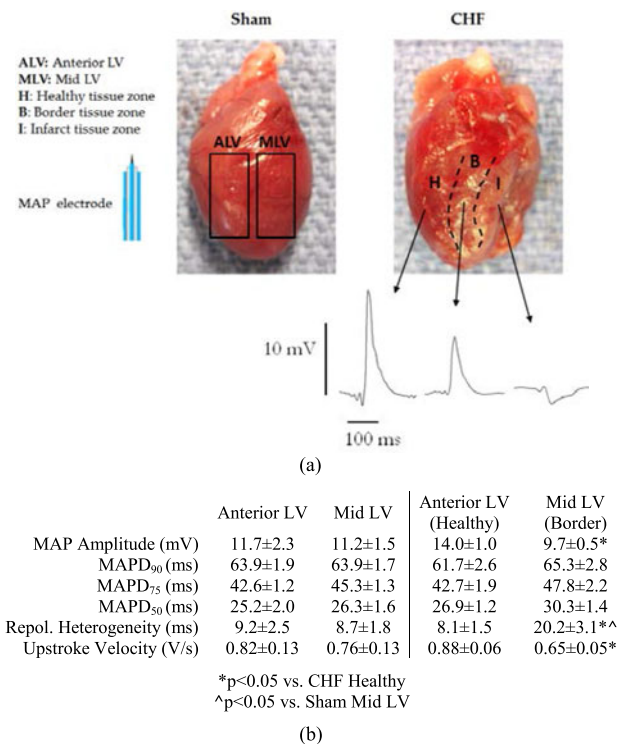 Sham
CHF
ALV: Anterior LV
MLV: Mid LV
H: Healthy tissue zone
B: Border tissue zone
I: Infarct tissue zone
ALV MLV
B
H
I
MAP electrode
10 mV
100 ms
(a)
Anterior LV Mid LV Anterior LV (Healthy) Mid LV (Border)
MAP Amplitude (mV) 11.7±2.3 11.2±1.5 14.0±1.0 9.7±0.5*
MAPD90 (ms) 63.9±1.9 63.9±1.7 61.7±2.6 65.3±2.8
MAPD75 (ms) 42.6±1.2 45.3±1.3 42.7±1.9 47.8±2.2
MAPD50 (ms) 25.2±2.0 26.3±1.6 26.9±1.2 30.3±1.4
Repol. Heterogeneity (ms) 9.2±2.5 8.7±1.8 8.1±1.5 20.2±3.1*^
Upstroke Velocity (V/s) 0.82±0.13 0.76±0.13 0.88±0.06 0.65±0.05*
*p<0.05 vs. CHF Healthy
^p<0.05 vs. Sham Mid LV
(b)